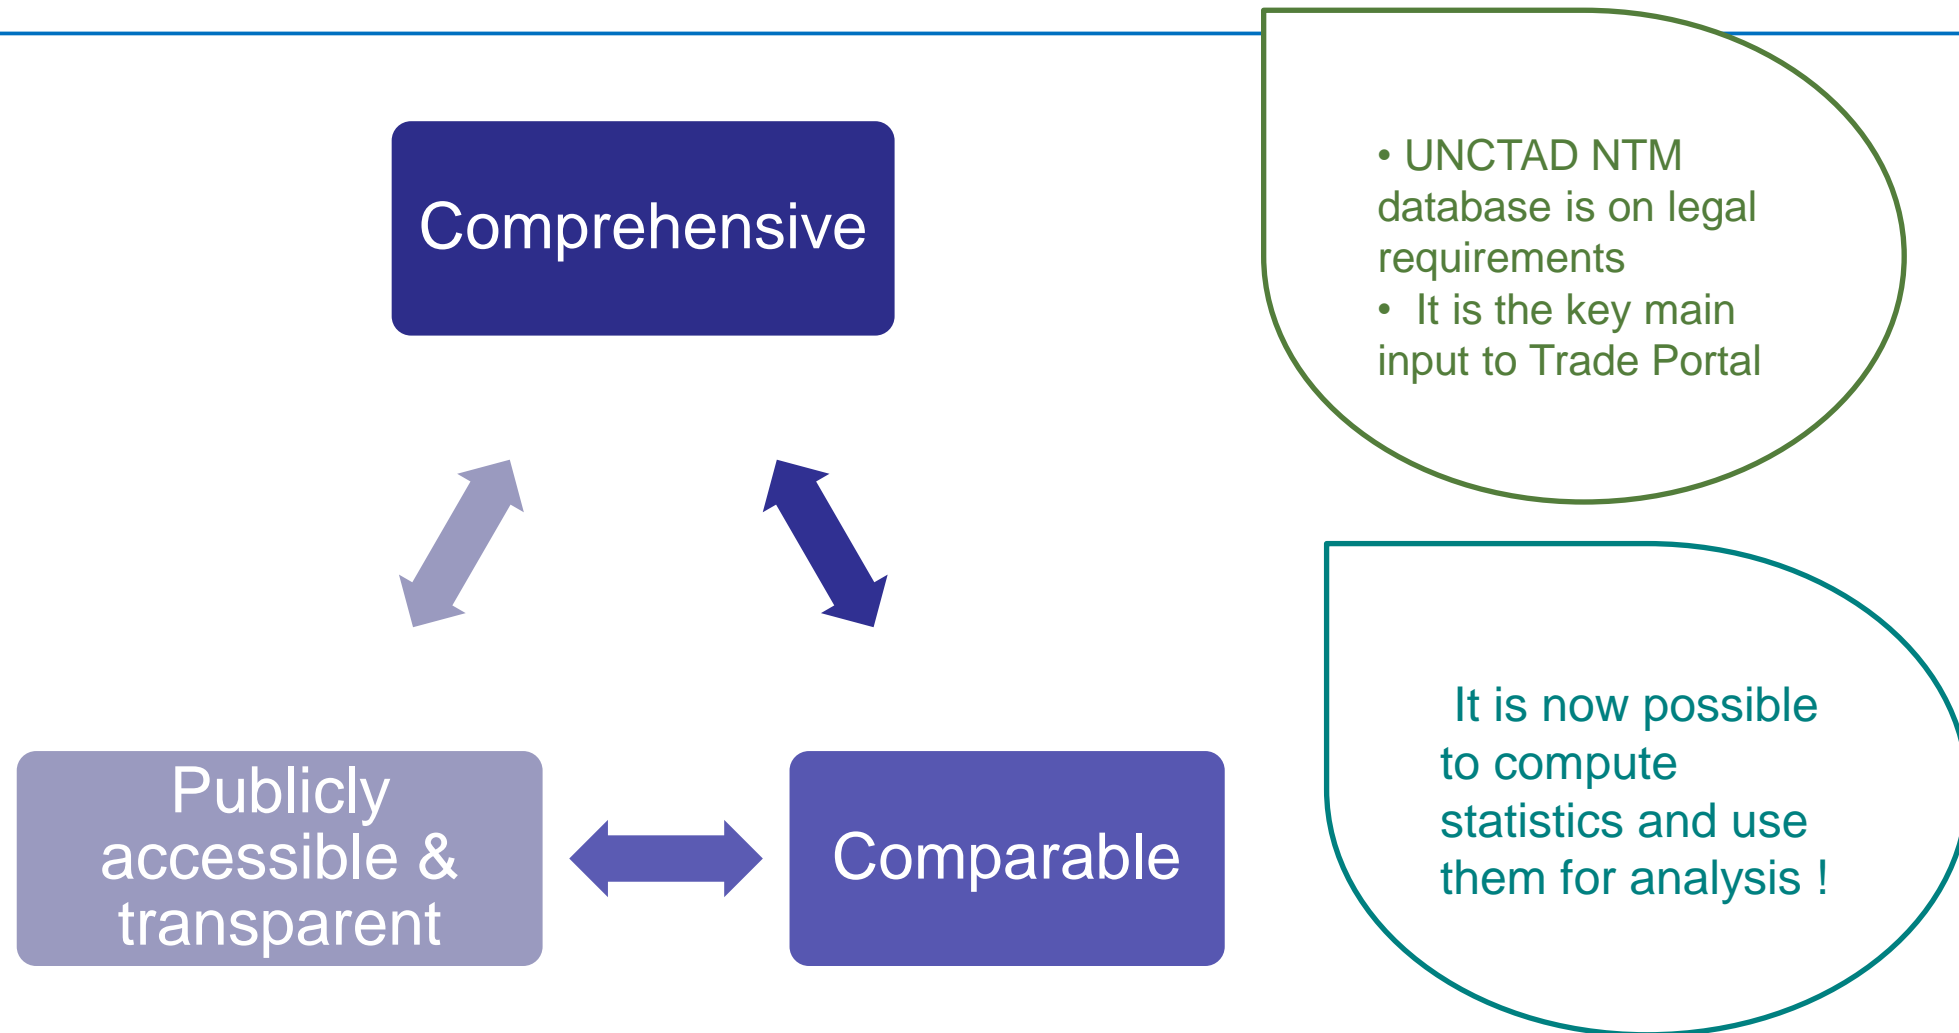 Comprehensive
Publicly
accessible &
transparent
Comparable
• UNCTAD NTM
database is on legal
requirements
• It is the key main
input to Trade Portal
It is now possible
to compute
statistics and use
them for analysis !